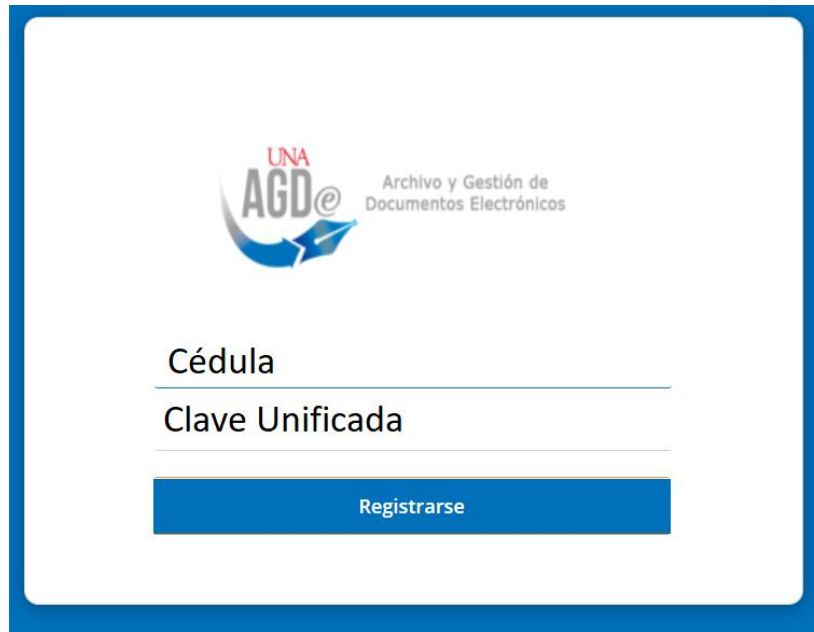 UNA
AGD@
Archivo y Gestión de
Documentos Electrónicos
Cédula
Clave Unificada
Registrarse